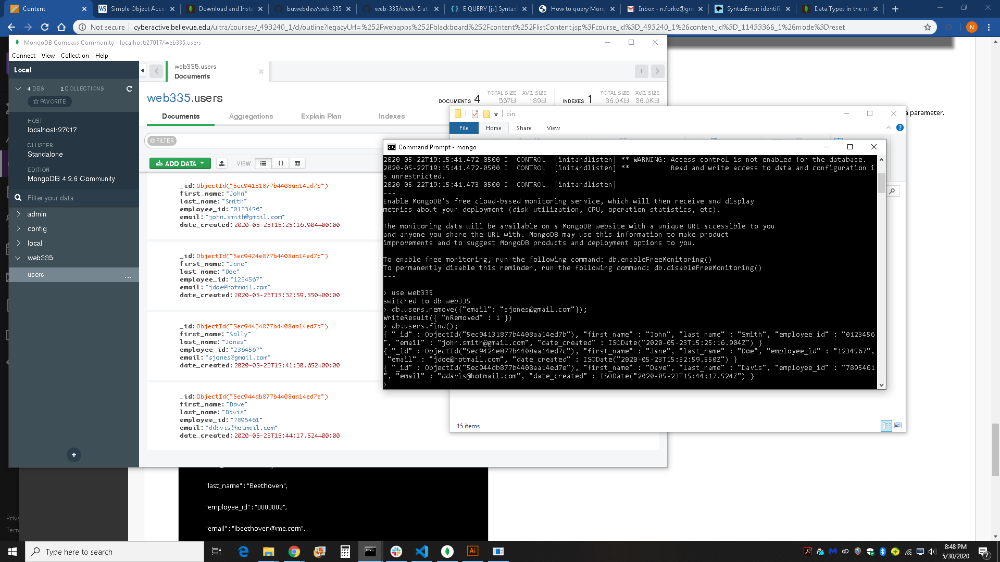 Content
Simple Object Acce
Download and Insta
buwebdev/web-335
web-335/week-5 at
E QUERY [js] Syntax
How to query Mong
Inbox - n.forke@gm
SyntaxError: identifi
Data Types in the m
Not secure
cyberactive.bellevue.edu/ultra/courses/_493240_1/cl/outline?legacyUrl=%252Fwebapps%252Fblackboard%252Fcontent%252FlistContent.jsp%3Fcourse_id%3D_493240_1%26content_id%3D_11433366_1%26mode%3Dreset
N
MongoDB Compass Community - localhost:27017/web335.users
Connect View Collection Help
Local
4 DBS 2 COLLECTIONS
FAVORITE
HOST
localhost:27017
CLUSTER
Standalone
EDITION
MongoDB 4.2.6 Community
Filter your data
admin
config
local
web335
users
...
web335.users
Documents
web335.users
DOCUMENTS 4
TOTAL SIZE
557B
AVG SIZE
139B
INDEXES 1
TOTAL SIZE
36.0KB
AVG SIZE
36.0KB
Documents Aggregations Explain Plan Indexes
FILTER
ADD DATA
VIEW
_id:ObjectId("5ec94131877b4408aa14ed7b")
first_name:"John"
last_name:"Smith"
employee_id:"0123456"
email:"john.smith@gmail.com"
date_created:2020-05-23T15:25:16.904+00:00
_id:ObjectId("5ec9424e877b4408aa14ed7c")
first_name:"Jane"
last_name:"Doe"
employee_id:"1234567"
email:"jdoe@hotmail.com"
date_created:2020-05-23T15:32:59.550+00:00
_id:ObjectId("5ec94434877b4408aa14ed7d")
first_name:"Sally"
last_name:"Jones"
employee_id:"2364567"
email:"sjones@gmail.com"
date_created:2020-05-23T15:41:30.652+00:00
_id:ObjectId("5ec944db877b4408aa14ed7e")
first_name:"Dave"
last_name:"Davis"
employee_id:"7895461"
email:"ddavis@hotmail.com"
date_created:2020-05-23T15:44:17.524+00:00
bin
File Home Share View
a parameter.
Command Prompt - mongo
2020-05-22T19:15:41.472-0500 I  CONTROL  [initandlisten] ** WARNING: Access control is not enabled for the database.
2020-05-22T19:15:41.472-0500 I  CONTROL  [initandlisten] **          Read and write access to data and configuration i
s unrestricted.
2020-05-22T19:15:41.473-0500 I  CONTROL  [initandlisten]
---
Enable MongoDB's free cloud-based monitoring service, which will then receive and display
metrics about your deployment (disk utilization, CPU, operation statistics, etc).
The monitoring data will be available on a MongoDB website with a unique URL accessible to you
and anyone you share the URL with. MongoDB may use this information to make product
improvements and to suggest MongoDB products and deployment options to you.
To enable free monitoring, run the following command: db.enableFreeMonitoring()
To permanently disable this reminder, run the following command: db.disableFreeMonitoring()
---
> use web335
switched to db web335
> db.users.remove({"email": "sjones@gmail.com"});
WriteResult({ "nRemoved" : 1 })
> db.users.find();
{ "_id" : ObjectId("5ec94131877b4408aa14ed7b"), "first_name" : "John", "last_name" : "Smith", "employee_id" : "0123456
", "email" : "john.smith@gmail.com", "date_created" : ISODate("2020-05-23T15:25:16.904Z") }
{ "_id" : ObjectId("5ec9424e877b4408aa14ed7c"), "first_name" : "Jane", "last_name" : "Doe", "employee_id" : "1234567",
"email" : "jdoe@hotmail.com", "date_created" : ISODate("2020-05-23T15:32:59.550Z") }
{ "_id" : ObjectId("5ec944db877b4408aa14ed7e"), "first_name" : "Dave", "last_name" : "Davis", "employee_id" : "7895461
", "email" : "ddavis@hotmail.com", "date_created" : ISODate("2020-05-23T15:44:17.524Z") }
>
15 items
"last_name" : "Beethoven",
"employee_id" : "0000002",
"email" : "lbeethoven@me.com",
Priva
Term
Type here to search
Ai
8:48 PM
5/30/2020
7